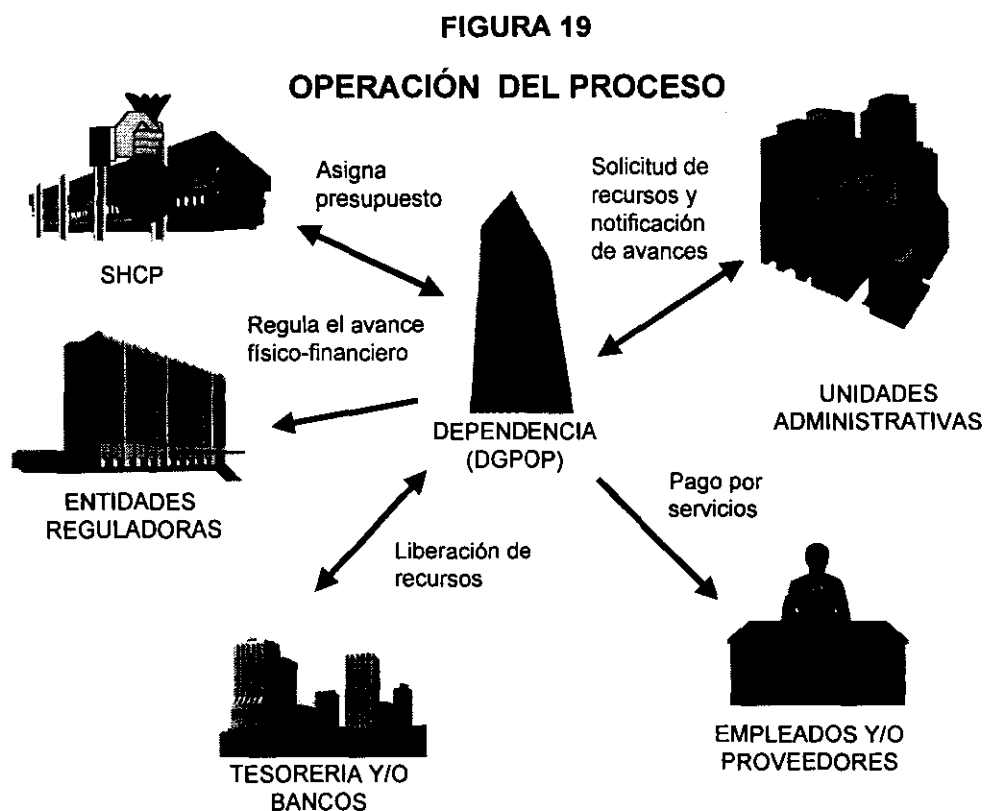 FIGURA 19
OPERACIÓN DEL PROCESO
Asigna
presupuesto
Solicitud de
recursos y
notificación
de avances
SHCP
Regula el avance
físico-financiero
UNIDADES
ADMINISTRATIVAS
DEPENDENCIA
(DGPOP)
ENTIDADES
REGULADORAS
Pago por
servicios
Liberación de
recursos
EMPLEADOS Y/O
PROVEEDORES
TESORERIA Y/O
BANCOS